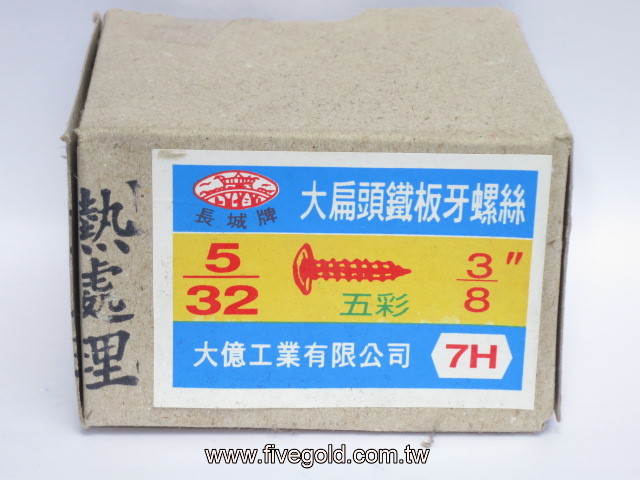 熱處理
長城牌
大扁頭鐵板牙螺絲
5/32
3/8"
五彩
大億工業有限公司
7H
www.fivegold.com.tw